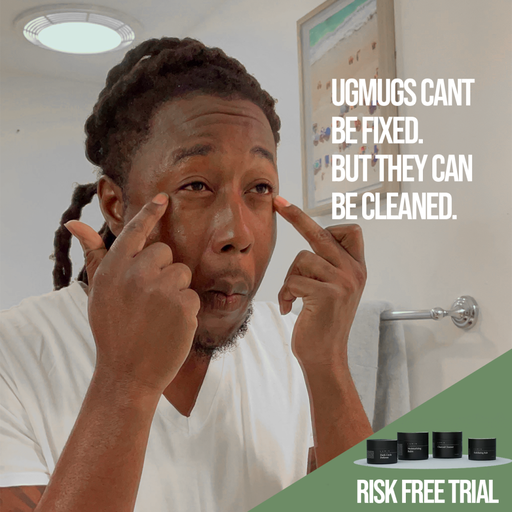 UGMUGS CANT
BE FIXED.
BUT THEY CAN
BE CLEANED.
RISK FREE TRIAL